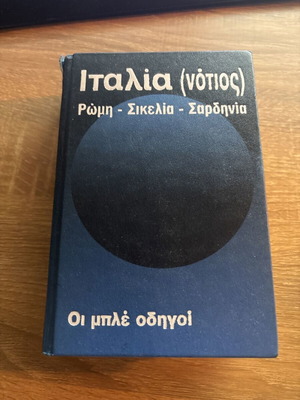 Ιταλία (νότιος)
Ρώμη - Σικελία - Σαρδηνία
Οι μπλέ οδηγοί